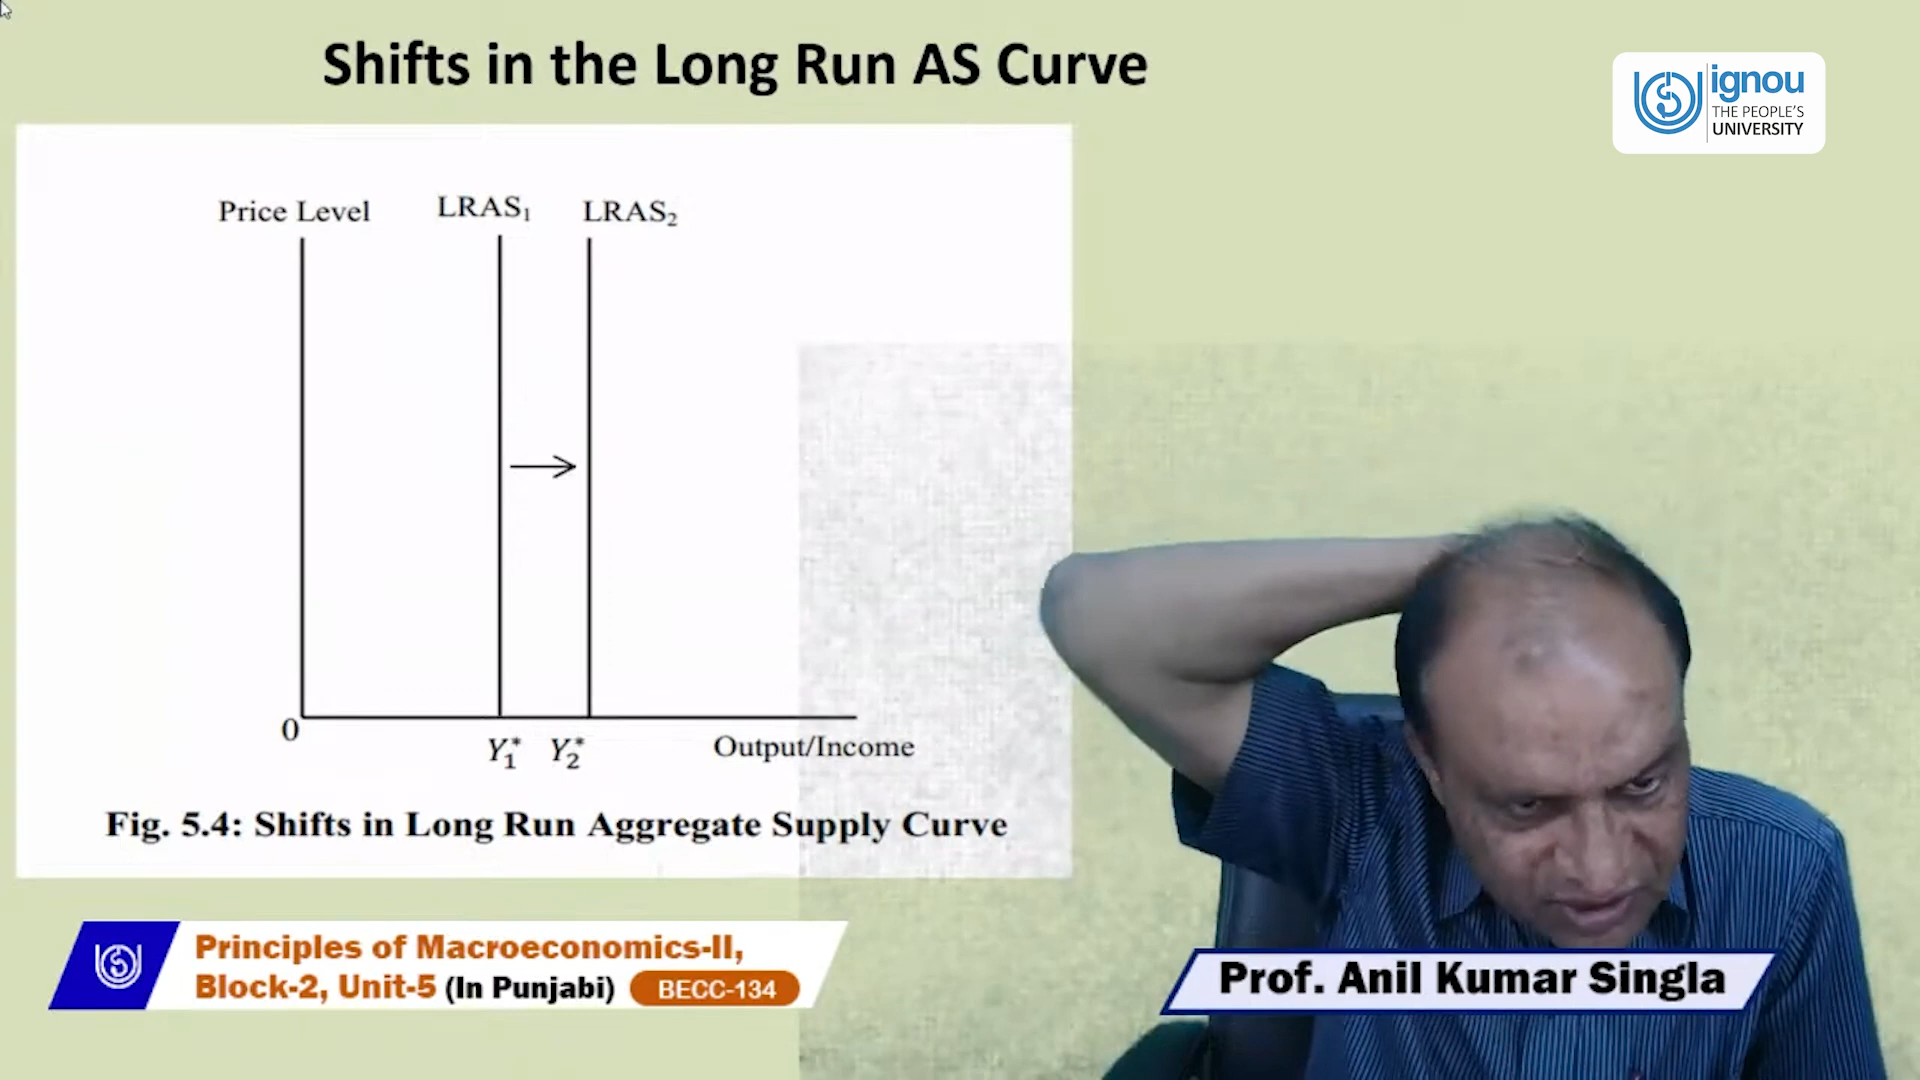 Shifts in the Long Run AS Curve
ignou
THE PEOPLE'S
UNIVERSITY
Price Level
LRAS₁
LRAS₂
0
Y₁*
Y₂*
Output/Income
Fig. 5.4: Shifts in Long Run Aggregate Supply Curve
Principles of Macroeconomics-II,
Block-2, Unit-5 (In Punjabi) BECC-134
Prof. Anil Kumar Singla